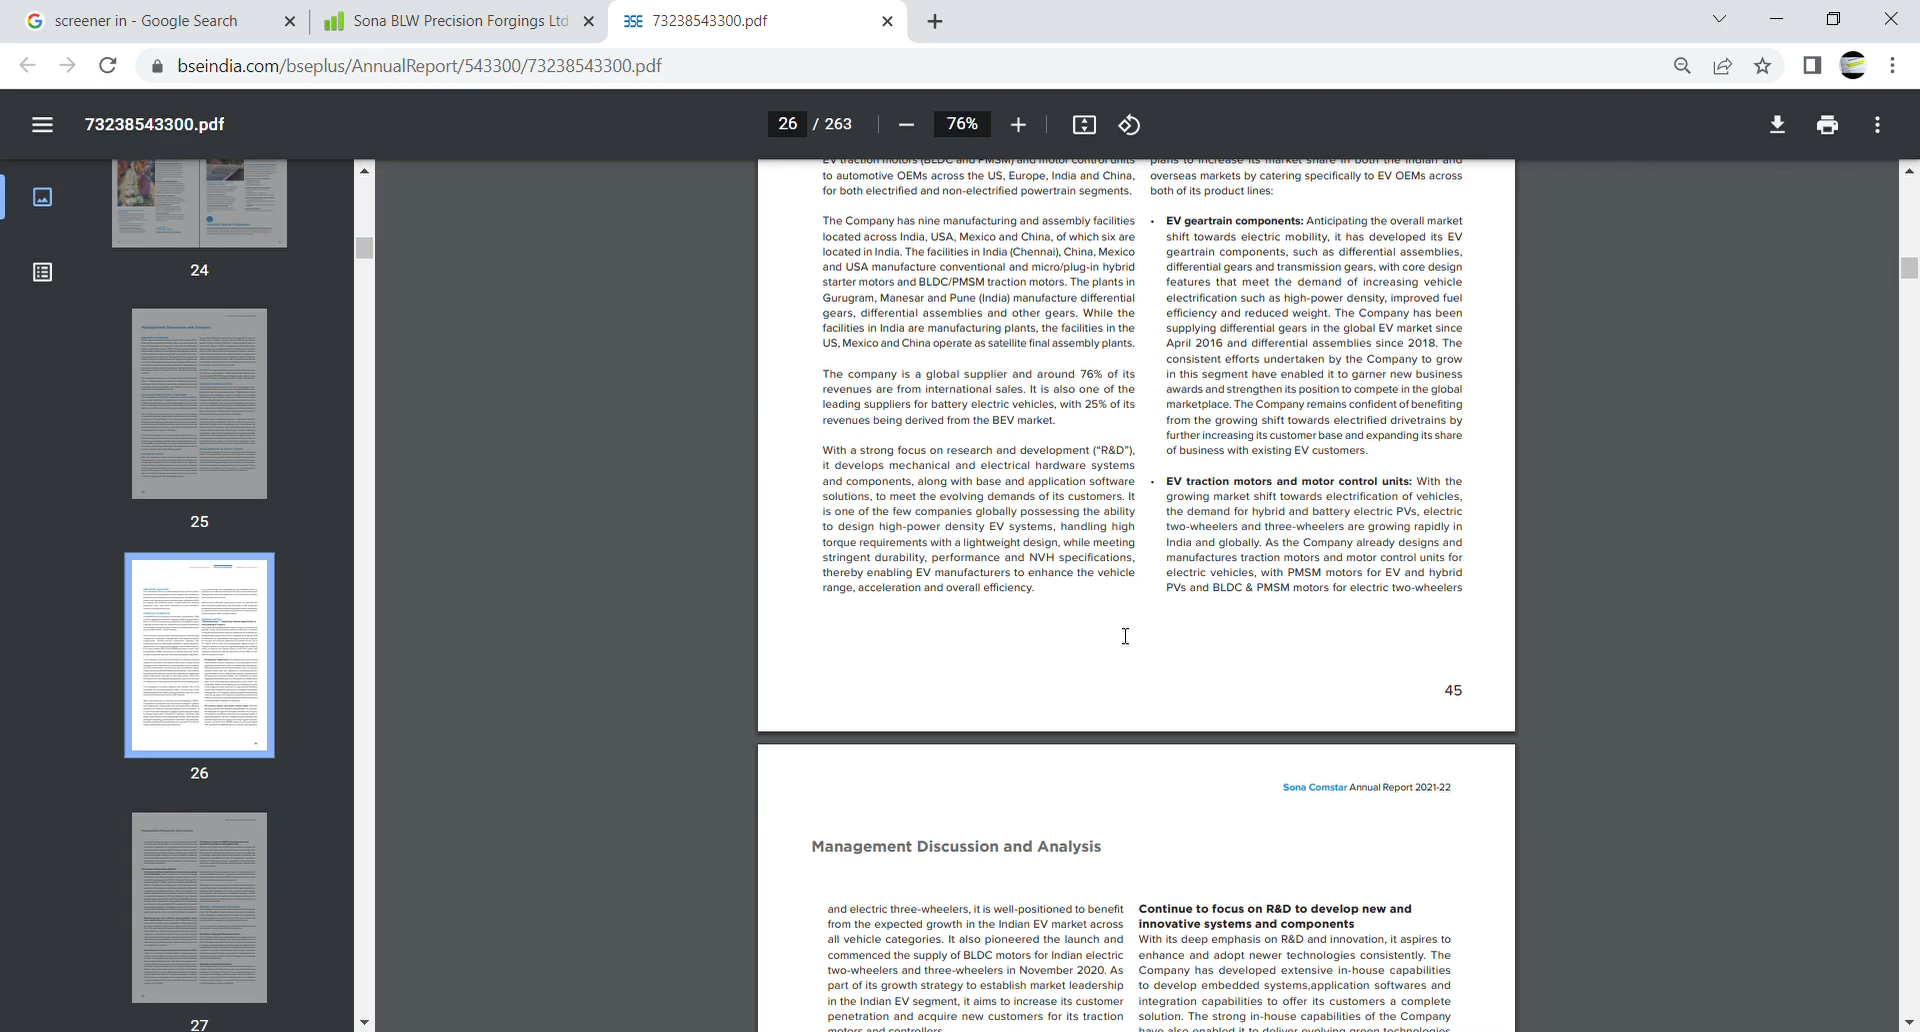 screener in - Google Search
Sona BLW Precision Forgings Ltd
BSE 73238543300.pdf
bseindia.com/bseplus/AnnualReport/543300/73238543300.pdf
73238543300.pdf
26 / 263
76%
24
25
26
27
EV traction motors (BLDC and PMSM) and motor control units
to automotive OEMs across the US, Europe, India and China,
for both electrified and non-electrified powertrain segments.
The Company has nine manufacturing and assembly facilities
located across India, USA, Mexico and China, of which six are
located in India. The facilities in India (Chennai), China, Mexico
and USA manufacture conventional and micro/plug-in hybrid
starter motors and BLDC/PMSM traction motors. The plants in
Gurugram, Manesar and Pune (India) manufacture differential
gears, differential assemblies and other gears. While the
facilities in India are manufacturing plants, the facilities in the
US, Mexico and China operate as satellite final assembly plants.
The company is a global supplier and around 76% of its
revenues are from international sales. It is also one of the
leading suppliers for battery electric vehicles, with 25% of its
revenues being derived from the BEV market.
With a strong focus on research and development (“R&D”),
it develops mechanical and electrical hardware systems
and components, along with base and application software
solutions, to meet the evolving demands of its customers. It
is one of the few companies globally possessing the ability
to design high-power density EV systems, handling high
torque requirements with a lightweight design, while meeting
stringent durability, performance and NVH specifications,
thereby enabling EV manufacturers to enhance the vehicle
range, acceleration and overall efficiency.
plans to increase its market share in both the Indian and
overseas markets by catering specifically to EV OEMs across
both of its product lines:
• EV geartrain components: Anticipating the overall market
shift towards electric mobility, it has developed its EV
geartrain components, such as differential assemblies,
differential gears and transmission gears, with core design
features that meet the demand of increasing vehicle
electrification such as high-power density, improved fuel
efficiency and reduced weight. The Company has been
supplying differential gears in the global EV market since
April 2016 and differential assemblies since 2018. The
consistent efforts undertaken by the Company to grow
in this segment have enabled it to garner new business
awards and strengthen its position to compete in the global
marketplace. The Company remains confident of benefiting
from the growing shift towards electrified drivetrains by
further increasing its customer base and expanding its share
of business with existing EV customers.
• EV traction motors and motor control units: With the
growing market shift towards electrification of vehicles,
the demand for hybrid and battery electric PVs, electric
two-wheelers and three-wheelers are growing rapidly in
India and globally. As the Company already designs and
manufactures traction motors and motor control units for
electric vehicles, with PMSM motors for EV and hybrid
PVs and BLDC & PMSM motors for electric two-wheelers
45
Sona Comstar Annual Report 2021-22
Management Discussion and Analysis
and electric three-wheelers, it is well-positioned to benefit
from the expected growth in the Indian EV market across
all vehicle categories. It also pioneered the launch and
commenced the supply of BLDC motors for Indian electric
two-wheelers and three-wheelers in November 2020. As
part of its growth strategy to establish market leadership
in the Indian EV segment, it aims to increase its customer
penetration and acquire new customers for its traction
motors and controllers.
Continue to focus on R&D to develop new and
innovative systems and components
With its deep emphasis on R&D and innovation, it aspires to
enhance and adopt newer technologies consistently. The
Company has developed extensive in-house capabilities
to develop embedded systems,application softwares and
integration capabilities to offer its customers a complete
solution. The strong in-house capabilities of the Company
have also enabled it to deliver evolving green technologies